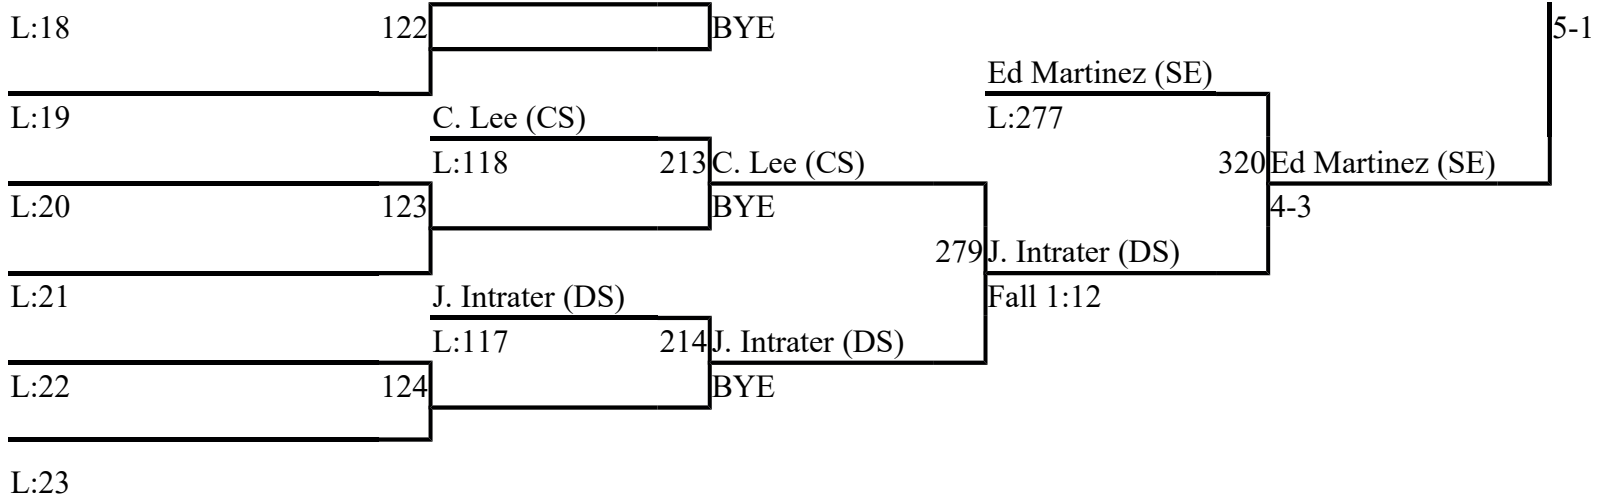 L:18 122 BYE 5-1
Ed Martinez (SE)
L:19 C. Lee (CS) L:277
L:118 213 C. Lee (CS) 320 Ed Martinez (SE)
L:20 123 BYE 4-3
279 J. Intrater (DS)
L:21 J. Intrater (DS) Fall 1:12
L:117 214 J. Intrater (DS)
L:22 124 BYE
L:23